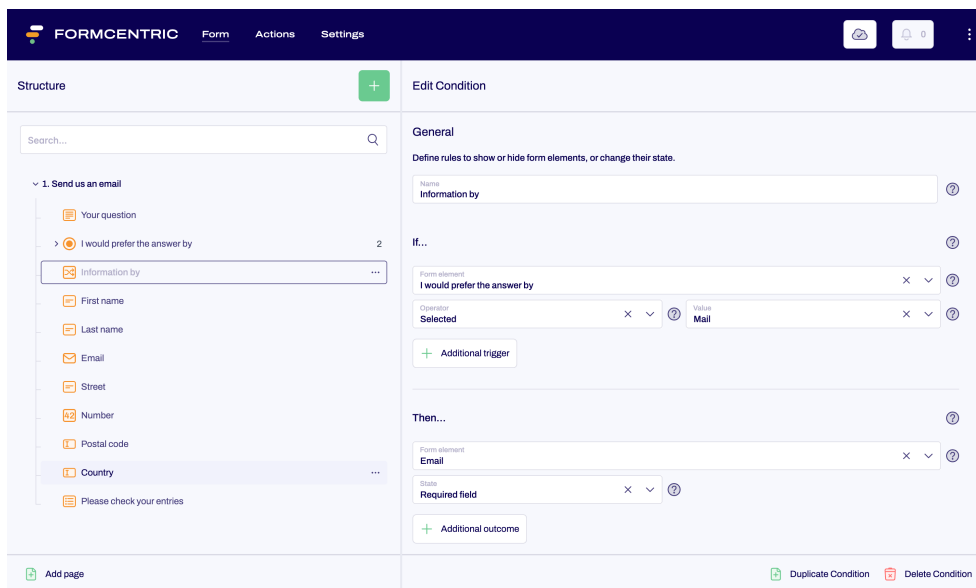 FORMCENTRIC Form Actions Settings 0
Structure
Search...
1. Send us an email
Your question
I would prefer the answer by 2
Information by
First name
Last name
Email
Street
42 Number
Postal code
Country
Please check your entries
Add page
Edit Condition
General
Define rules to show or hide form elements, or change their state.
Name
Information by
If...
Form element
I would prefer the answer by
Operator
Selected
Value
Mail
Additional trigger
Then...
Form element
Email
State
Required field
Additional outcome
Duplicate Condition Delete Condition